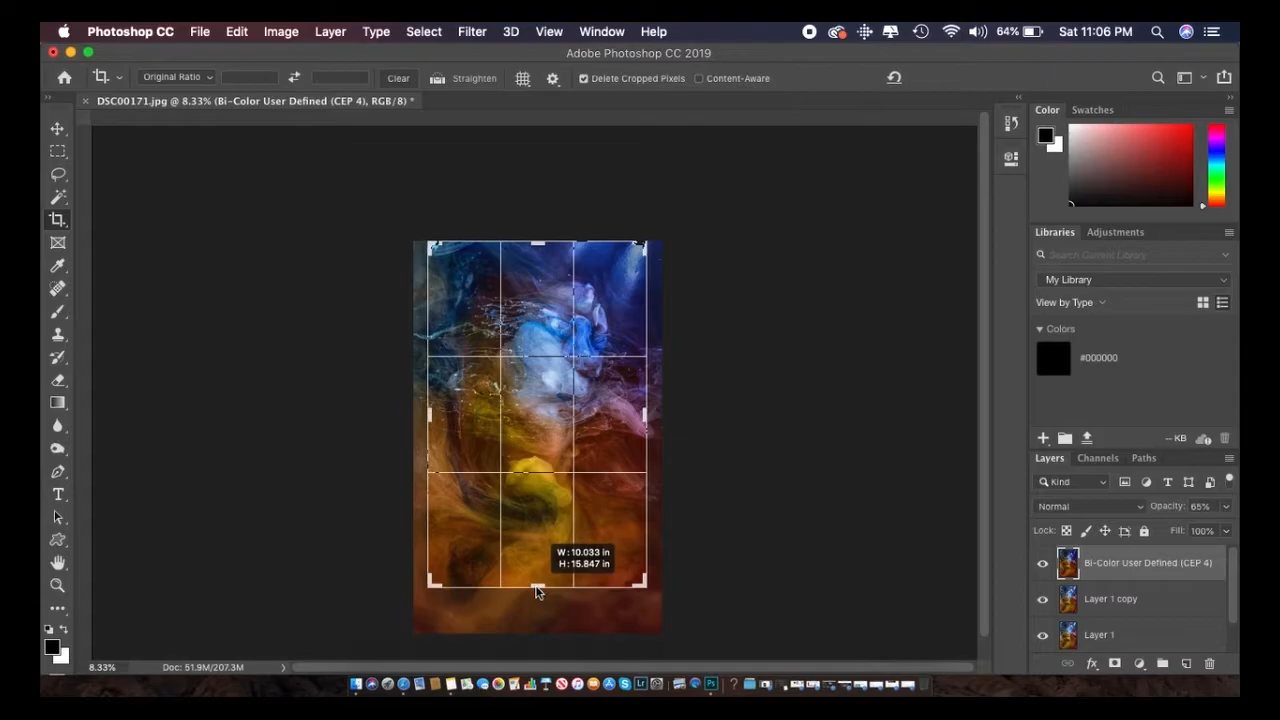 Photoshop CC File Edit Image Layer Type Select Filter 3D View Window Help 64% Sat 11:06 PM
Adobe Photoshop CC 2019
Original Ratio Clear Straighten Delete Cropped Pixels Content-Aware
DSC00171.jpg @ 8.33% (Bi-Color User Defined (CEP 4), RGB/8) *
Color Swatches
Libraries Adjustments
Search Current Library
My Library
View by Type
Colors
#000000
-- KB
Layers Channels Paths
Kind
Normal Opacity: 65%
Lock: Fill: 100%
W: 10.033 in
H: 15.847 in
Bi-Color User Defined (CEP 4)
Layer 1 copy
Layer 1
8.33% Doc: 51.9M/207.3M